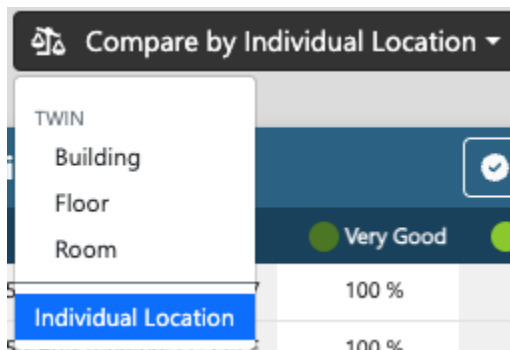 Compare by Individual Location
TWIN
Building
Floor
Room
Very Good
100 %
Individual Location
100 %